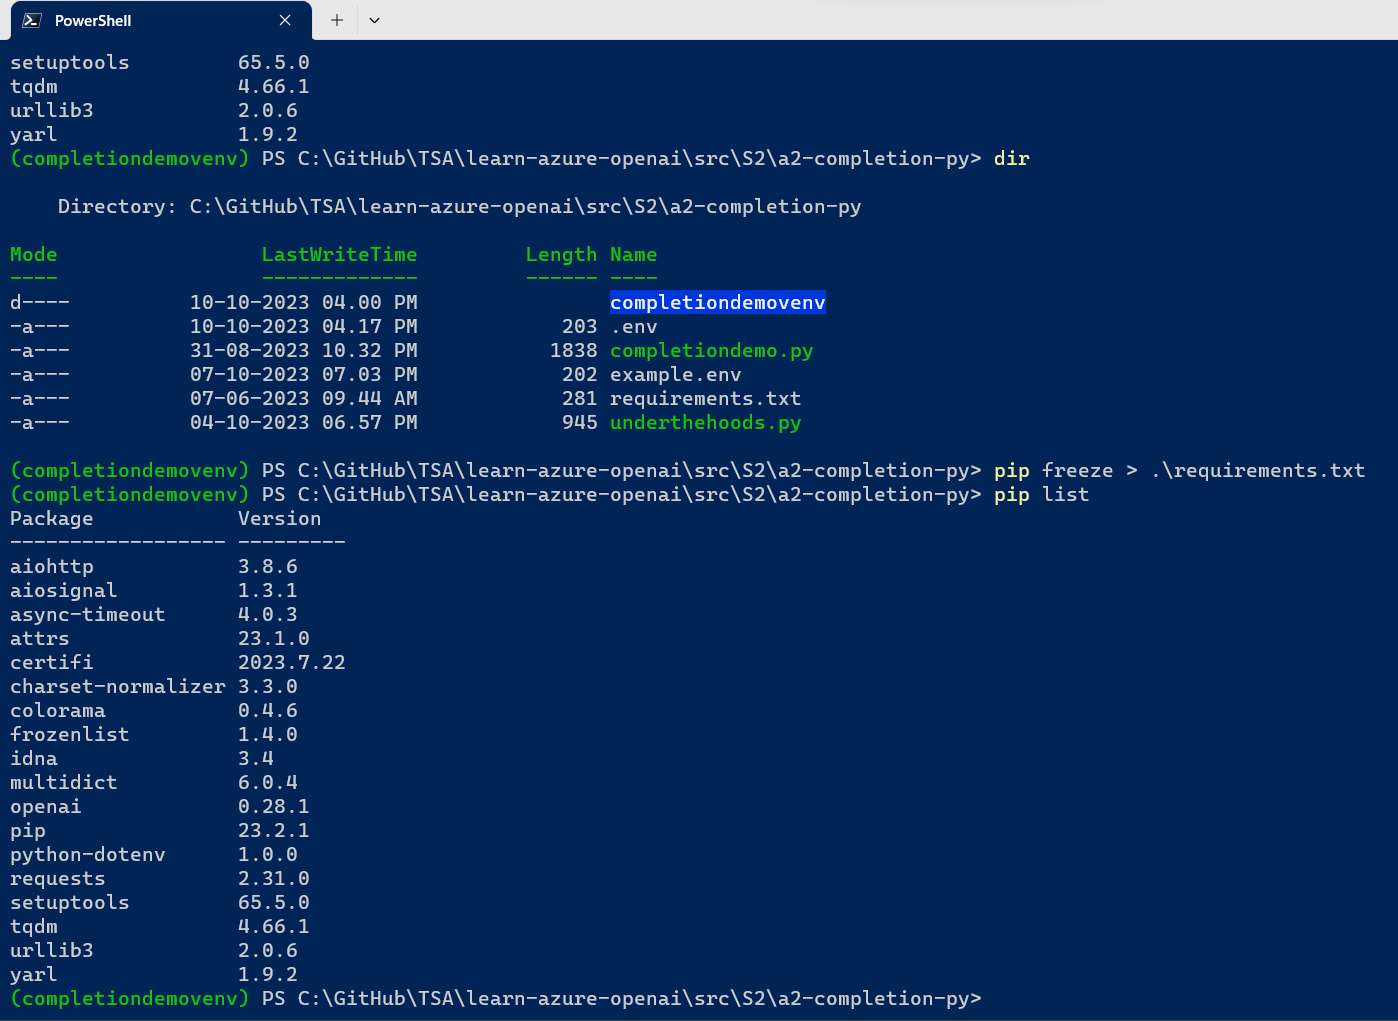 PowerShell
setuptools 65.5.0
tqdm 4.66.1
urllib3 2.0.6
yarl 1.9.2
(completiondemovenv) PS C:\GitHub\TSA\learn-azure-openai\src\S2\a2-completion-py> dir
Directory: C:\GitHub\TSA\learn-azure-openai\src\S2\a2-completion-py
Mode LastWriteTime Length Name
---- ------------- ------ ----
d---- 10-10-2023 04.00 PM completiondemovenv
-a--- 10-10-2023 04.17 PM 203 .env
-a--- 31-08-2023 10.32 PM 1838 completiondemo.py
-a--- 07-10-2023 07.03 PM 202 example.env
-a--- 07-06-2023 09.44 AM 281 requirements.txt
-a--- 04-10-2023 06.57 PM 945 underthehoods.py
(completiondemovenv) PS C:\GitHub\TSA\learn-azure-openai\src\S2\a2-completion-py> pip freeze > .\requirements.txt
(completiondemovenv) PS C:\GitHub\TSA\learn-azure-openai\src\S2\a2-completion-py> pip list
Package Version
------------------ ---------
aiohttp 3.8.6
aiosignal 1.3.1
async-timeout 4.0.3
attrs 23.1.0
certifi 2023.7.22
charset-normalizer 3.3.0
colorama 0.4.6
frozenlist 1.4.0
idna 3.4
multidict 6.0.4
openai 0.28.1
pip 23.2.1
python-dotenv 1.0.0
requests 2.31.0
setuptools 65.5.0
tqdm 4.66.1
urllib3 2.0.6
yarl 1.9.2
(completiondemovenv) PS C:\GitHub\TSA\learn-azure-openai\src\S2\a2-completion-py>